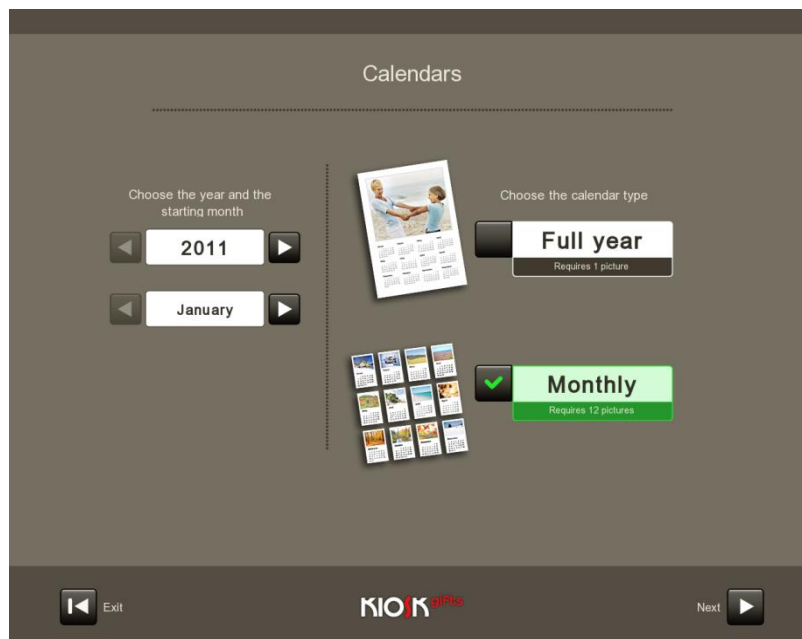 Calendars
Choose the year and the
starting month
2011
January
Choose the calendar type
Full year
Requires 1 picture
Monthly
Requires 12 pictures
Exit
KIOSK gifts
Next